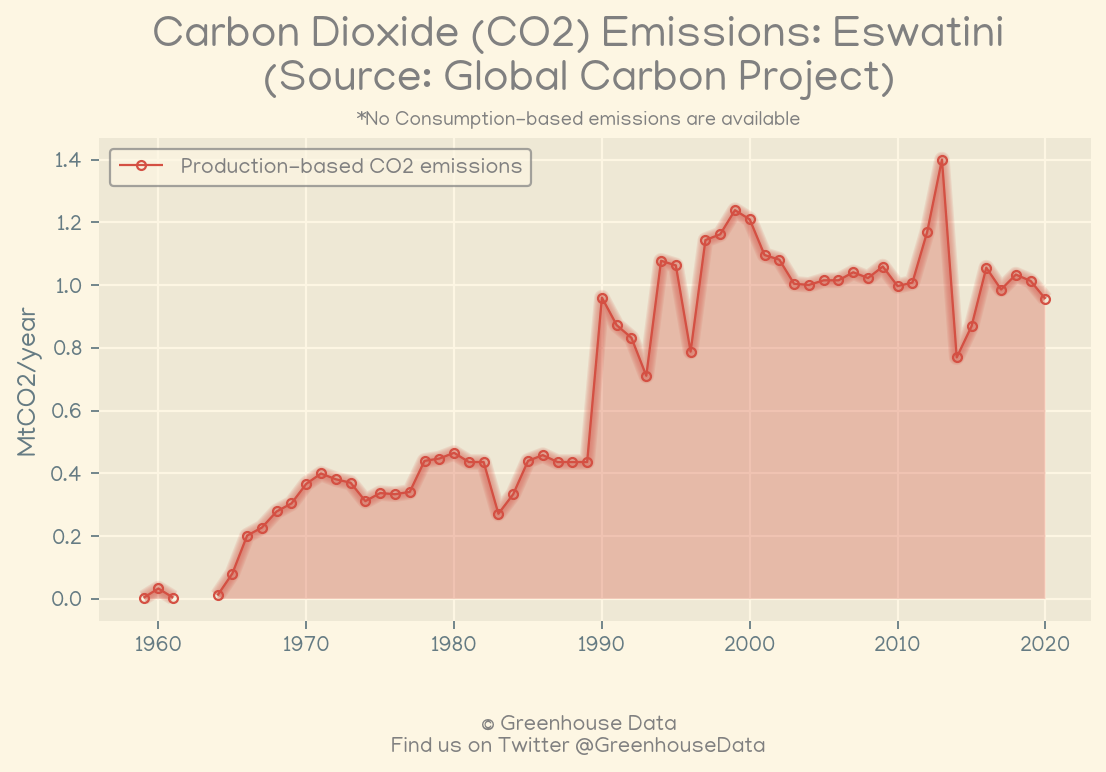 Carbon Dioxide (CO2) Emissions: Eswatini
(Source: Global Carbon Project)
*No Consumption-based emissions are available
Production-based CO2 emissions
MtCO2/year
1.4
1.2
1.0
0.8
0.6
0.4
0.2
0.0
1960 1970 1980 1990 2000 2010 2020
© Greenhouse Data
Find us on Twitter @GreenhouseData